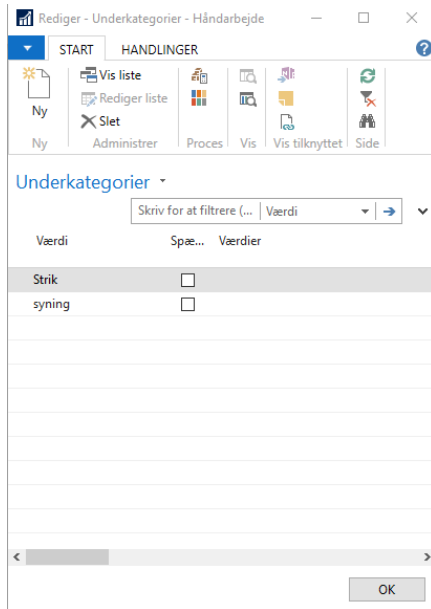 Rediger - Underkategorier - Håndarbejde
START HANDLINGER
Ny
Vis liste
Rediger liste
Slet
Ny Administrer Proces Vis Vis tilknyttet Side
Underkategorier
Skriv for at filtrere (... Værdi
Værdi Spæ... Værdier
Strik
syning
OK